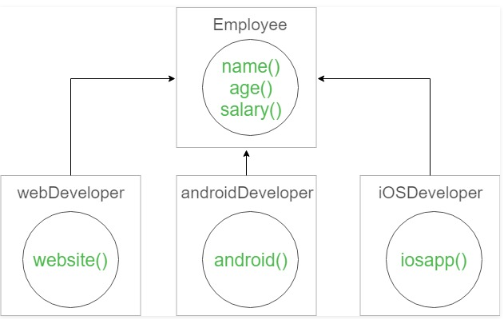 Employee
name()
age()
salary()
webDeveloper
androidDeveloper
iOSDeveloper
website()
android()
iosapp()